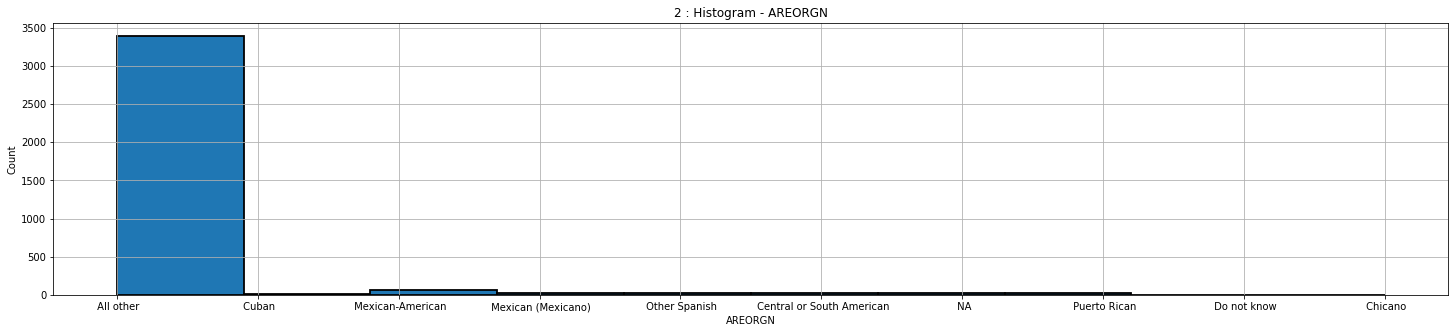 2 : Histogram - AREORGN
3500
3000
2500
2000
1500
1000
500
0
Count
All other Cuban Mexican-American Mexican (Mexicano) Other Spanish Central or South American NA Puerto Rican Do not know Chicano
AREORGN